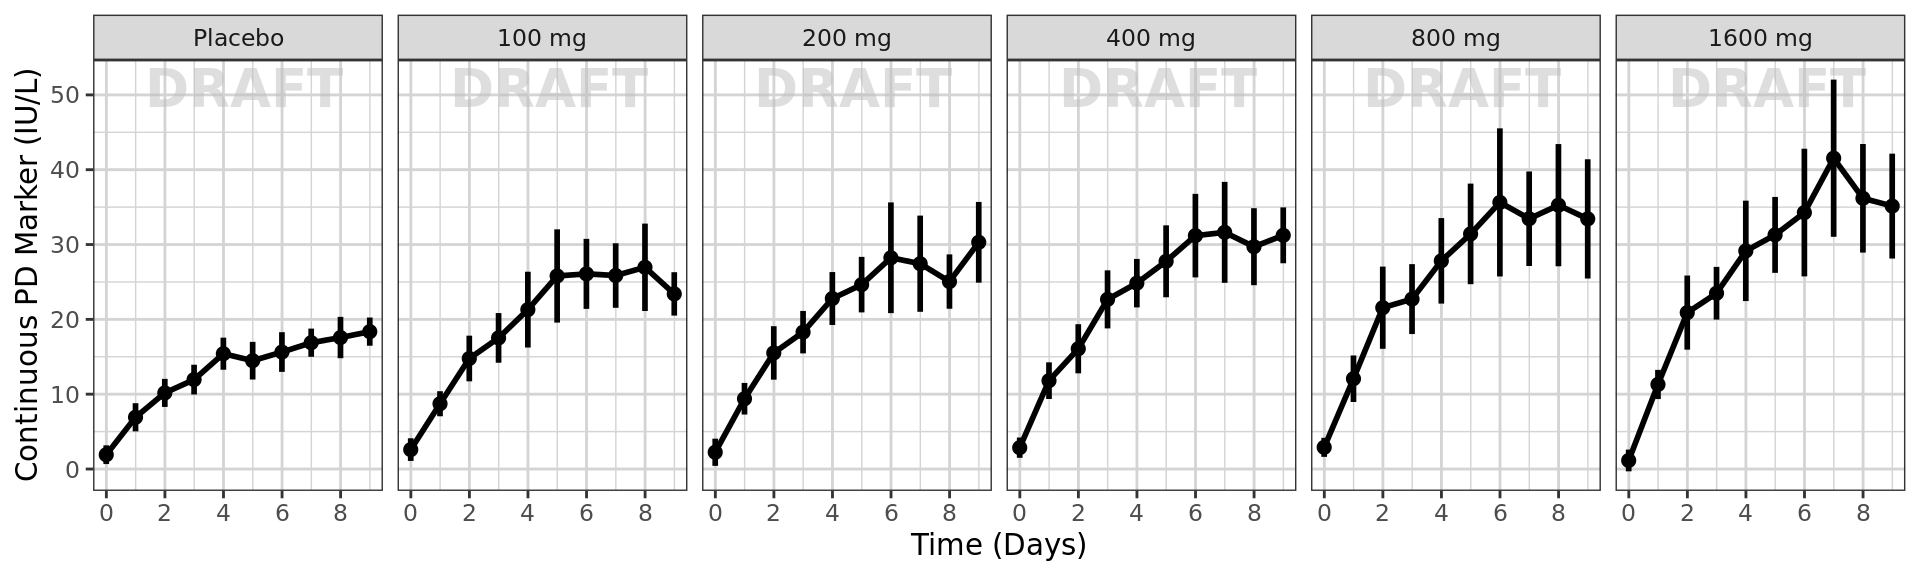 Placebo 100 mg 200 mg 400 mg 800 mg 1600 mg
DRAFT DRAFT DRAFT DRAFT DRAFT DRAFT
Continuous PD Marker (IU/L)
50
40
30
20
10
0
0 2 4 6 8 0 2 4 6 8 0 2 4 6 8 0 2 4 6 8 0 2 4 6 8 0 2 4 6 8
Time (Days)